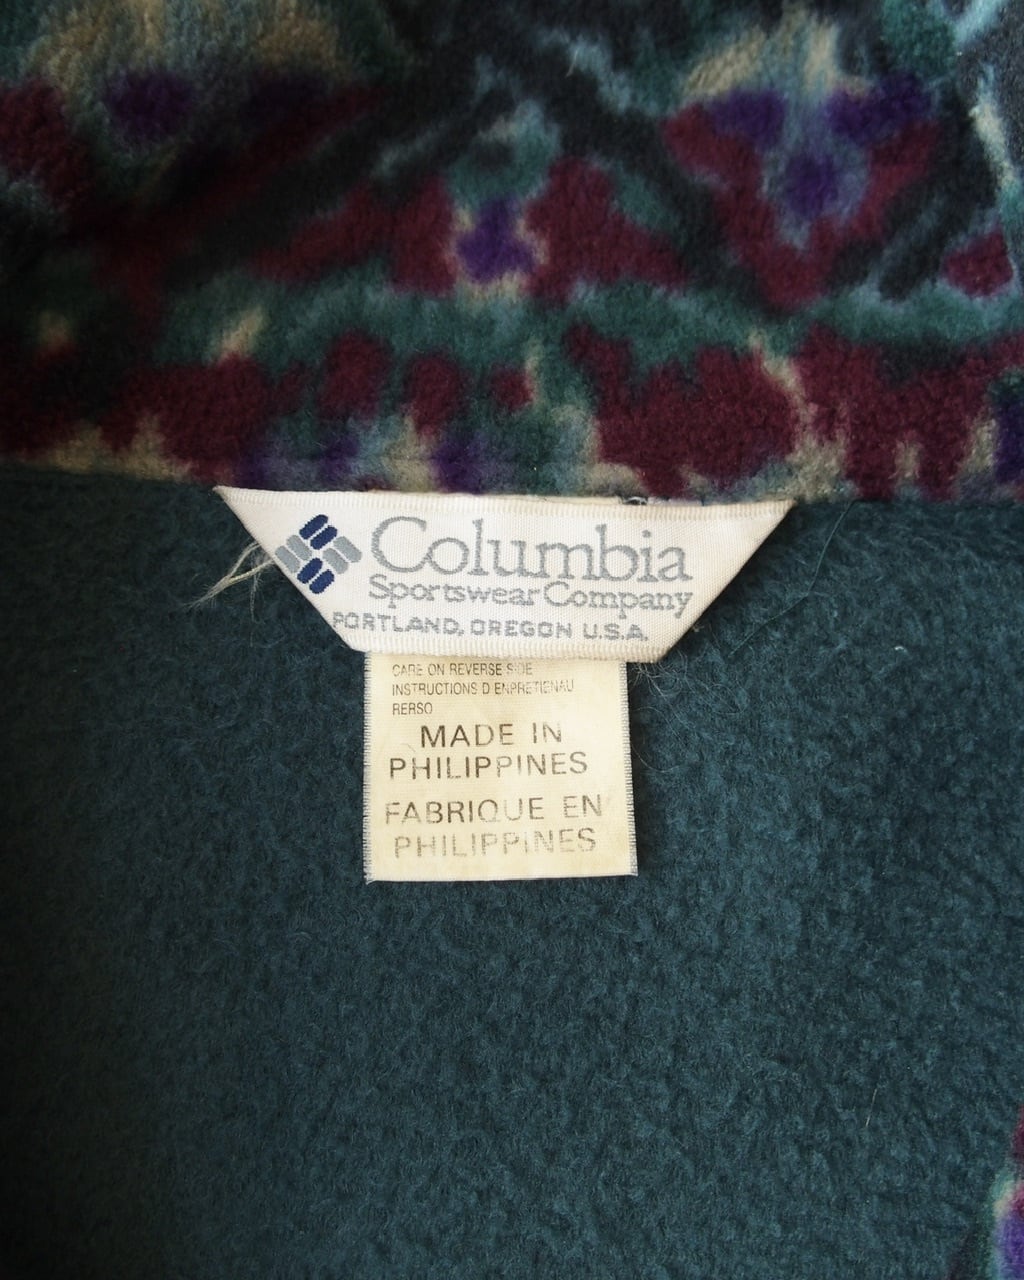 Columbia
Sportswear Company
PORTLAND, OREGON U.S.A.
CARE ON REVERSE SIDE
INSTRUCTIONS D ENPRETIENAU
RERSO
MADE IN
PHILIPPINES
FABRIQUE EN
PHILIPPINES